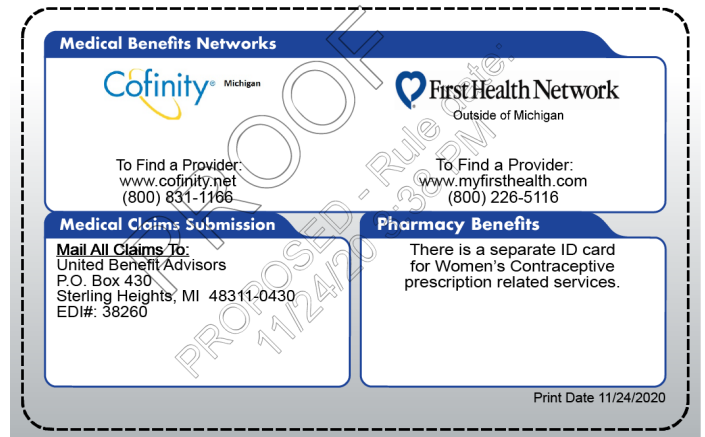 Medical Benefits Networks
Cofinity® Michigan
First Health Network
Outside of Michigan
To Find a Provider:
www.cofinity.net
(800) 831-1166
To Find a Provider:
www.myfirsthealth.com
(800) 226-5116
Medical Claims Submission
Mail All Claims To:
United Benefit Advisors
P.O. Box 430
Sterling Heights, MI 48311-0430
EDI#: 38260
Pharmacy Benefits
There is a separate ID card
for Women's Contraceptive
prescription related services.
Print Date 11/24/2020
PROOF
PROPOSED - Rule date:
11/24/20 3:38 PM